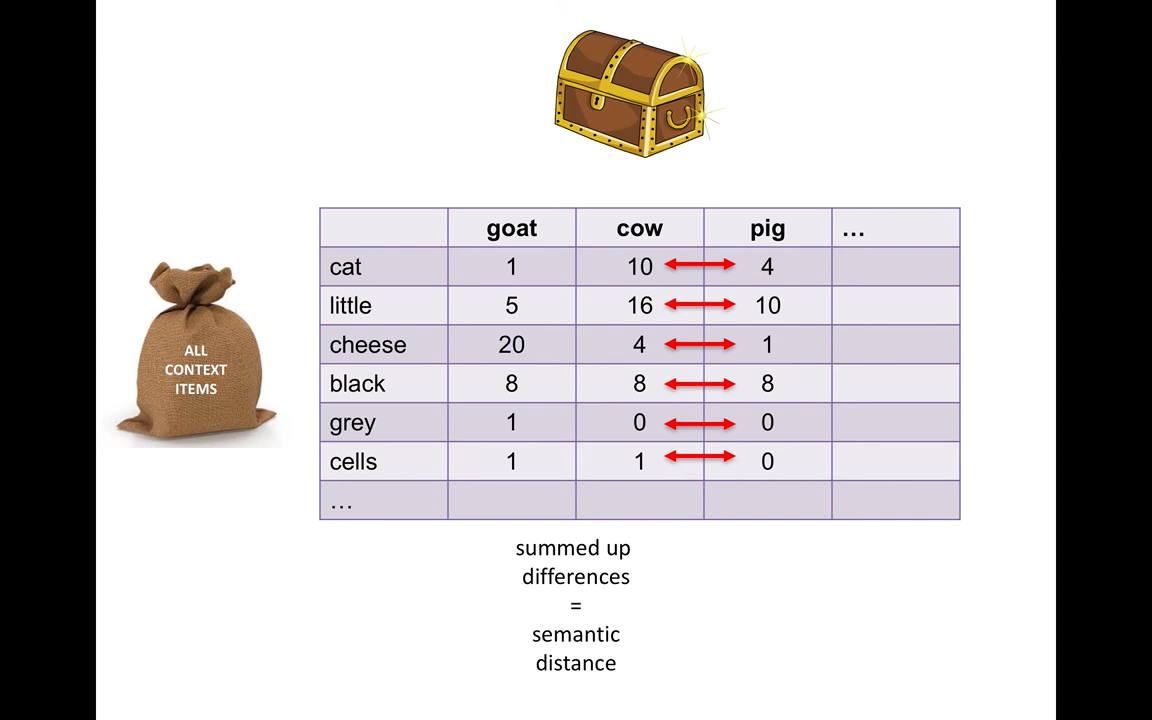 ALL
CONTEXT
ITEMS
goat cow pig …
cat 1 10 4
little 5 16 10
cheese 20 4 1
black 8 8 8
grey 1 0 0
cells 1 1 0
…
summed up
differences
=
semantic
distance